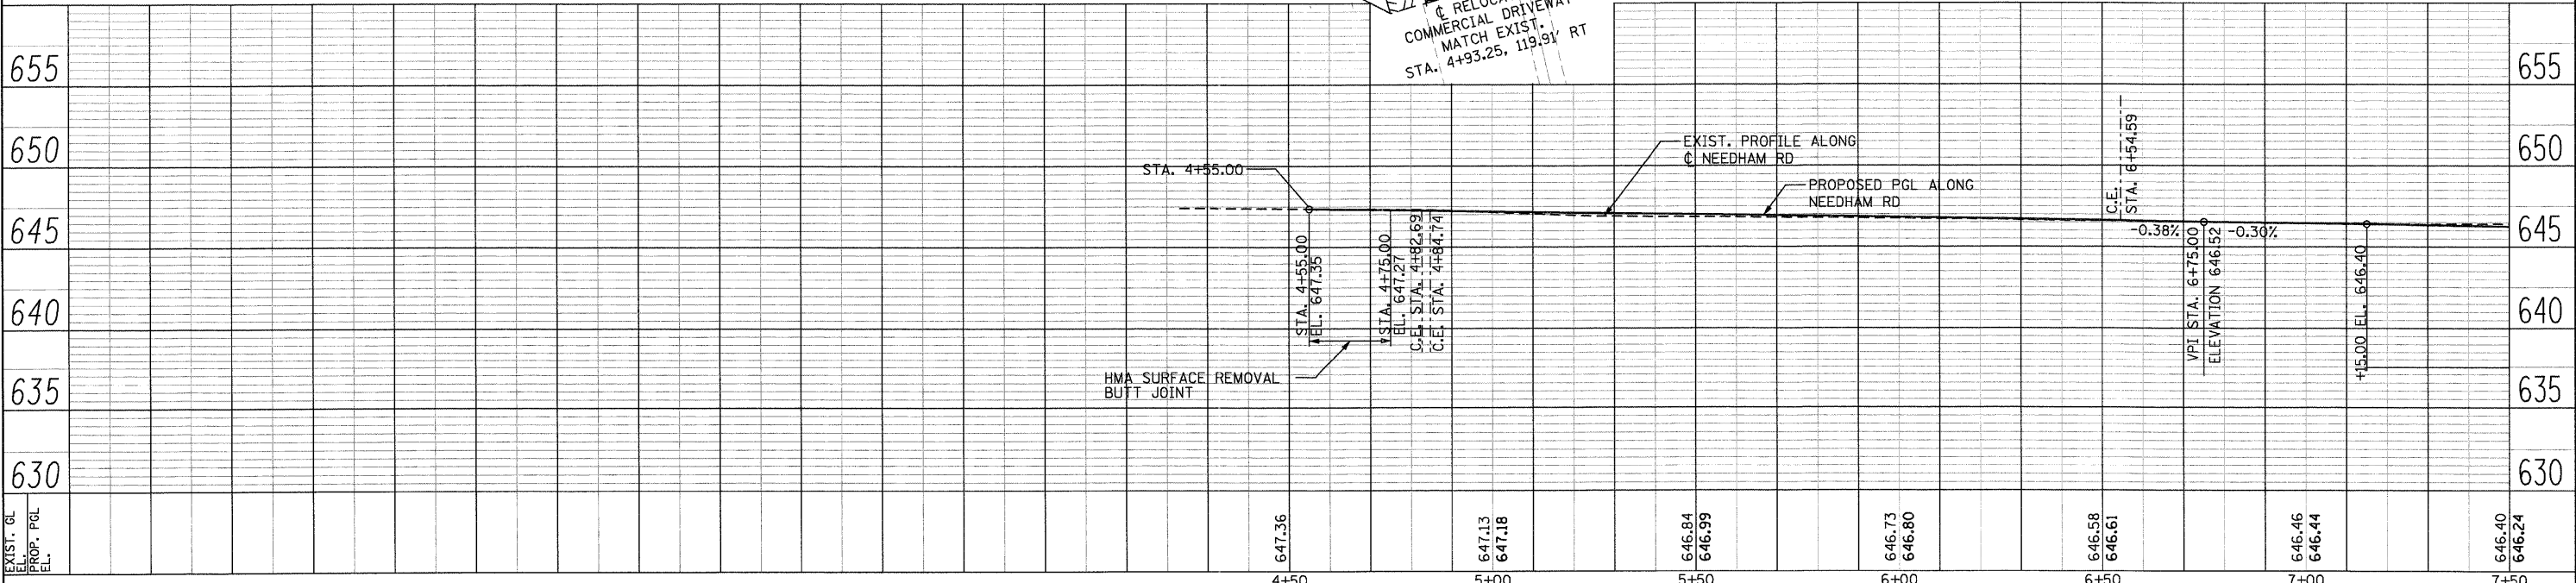 COMMERCIAL DRIVEWAY
MATCH EXIST.
STA. 4+93.25, 119.91' RT
655
655
650
650
645
645
640
640
635
635
630
630
STA. 4+55.00
EXIST. PROFILE ALONG
℄ NEEDHAM RD
PROPOSED PGL ALONG
NEEDHAM RD
C.E.
STA. 6+54.59
STA. 4+55.00
EL. 647.35
STA. 4+75.00
EL. 647.27
C.E. STA. 4+82.69
C.E. STA. 4+84.74
HMA SURFACE REMOVAL
BUTT JOINT
-0.38%
VPI STA. 6+75.00
ELEVATION 646.52
-0.30%
+15.00 EL. 646.40
EXIST. GL
EL.
PROP. PGL
EL.
647.36
647.13
647.18
646.84
646.99
646.73
646.80
646.58
646.61
646.46
646.44
646.40
646.24
4+50
5+00
5+50
6+00
6+50
7+00
7+50